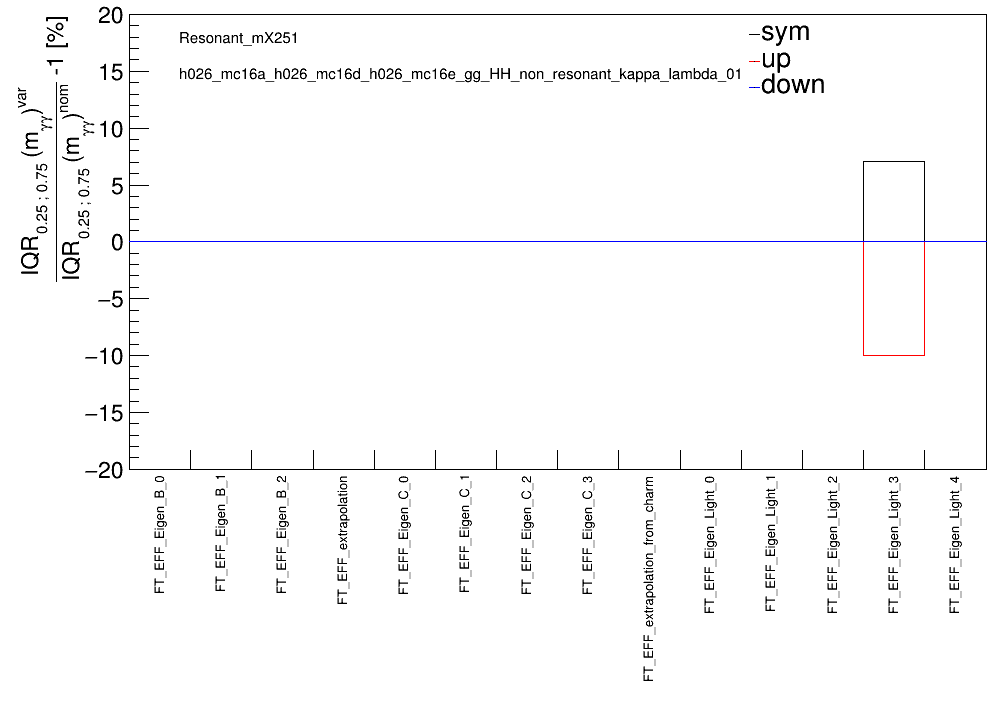 IQR0.25 ; 0.75 (mγγ)var
IQR0.25 ; 0.75 (mγγ)nom -1 [%]
20
15
10
5
0
−5
−10
−15
−20
Resonant_mX251
h026_mc16a_h026_mc16d_h026_mc16e_gg_HH_non_resonant_kappa_lambda_01
sym
up
down
FT_EFF_Eigen_B_0
FT_EFF_Eigen_B_1
FT_EFF_Eigen_B_2
FT_EFF_extrapolation
FT_EFF_Eigen_C_0
FT_EFF_Eigen_C_1
FT_EFF_Eigen_C_2
FT_EFF_Eigen_C_3
FT_EFF_extrapolation_from_charm
FT_EFF_Eigen_Light_0
FT_EFF_Eigen_Light_1
FT_EFF_Eigen_Light_2
FT_EFF_Eigen_Light_3
FT_EFF_Eigen_Light_4